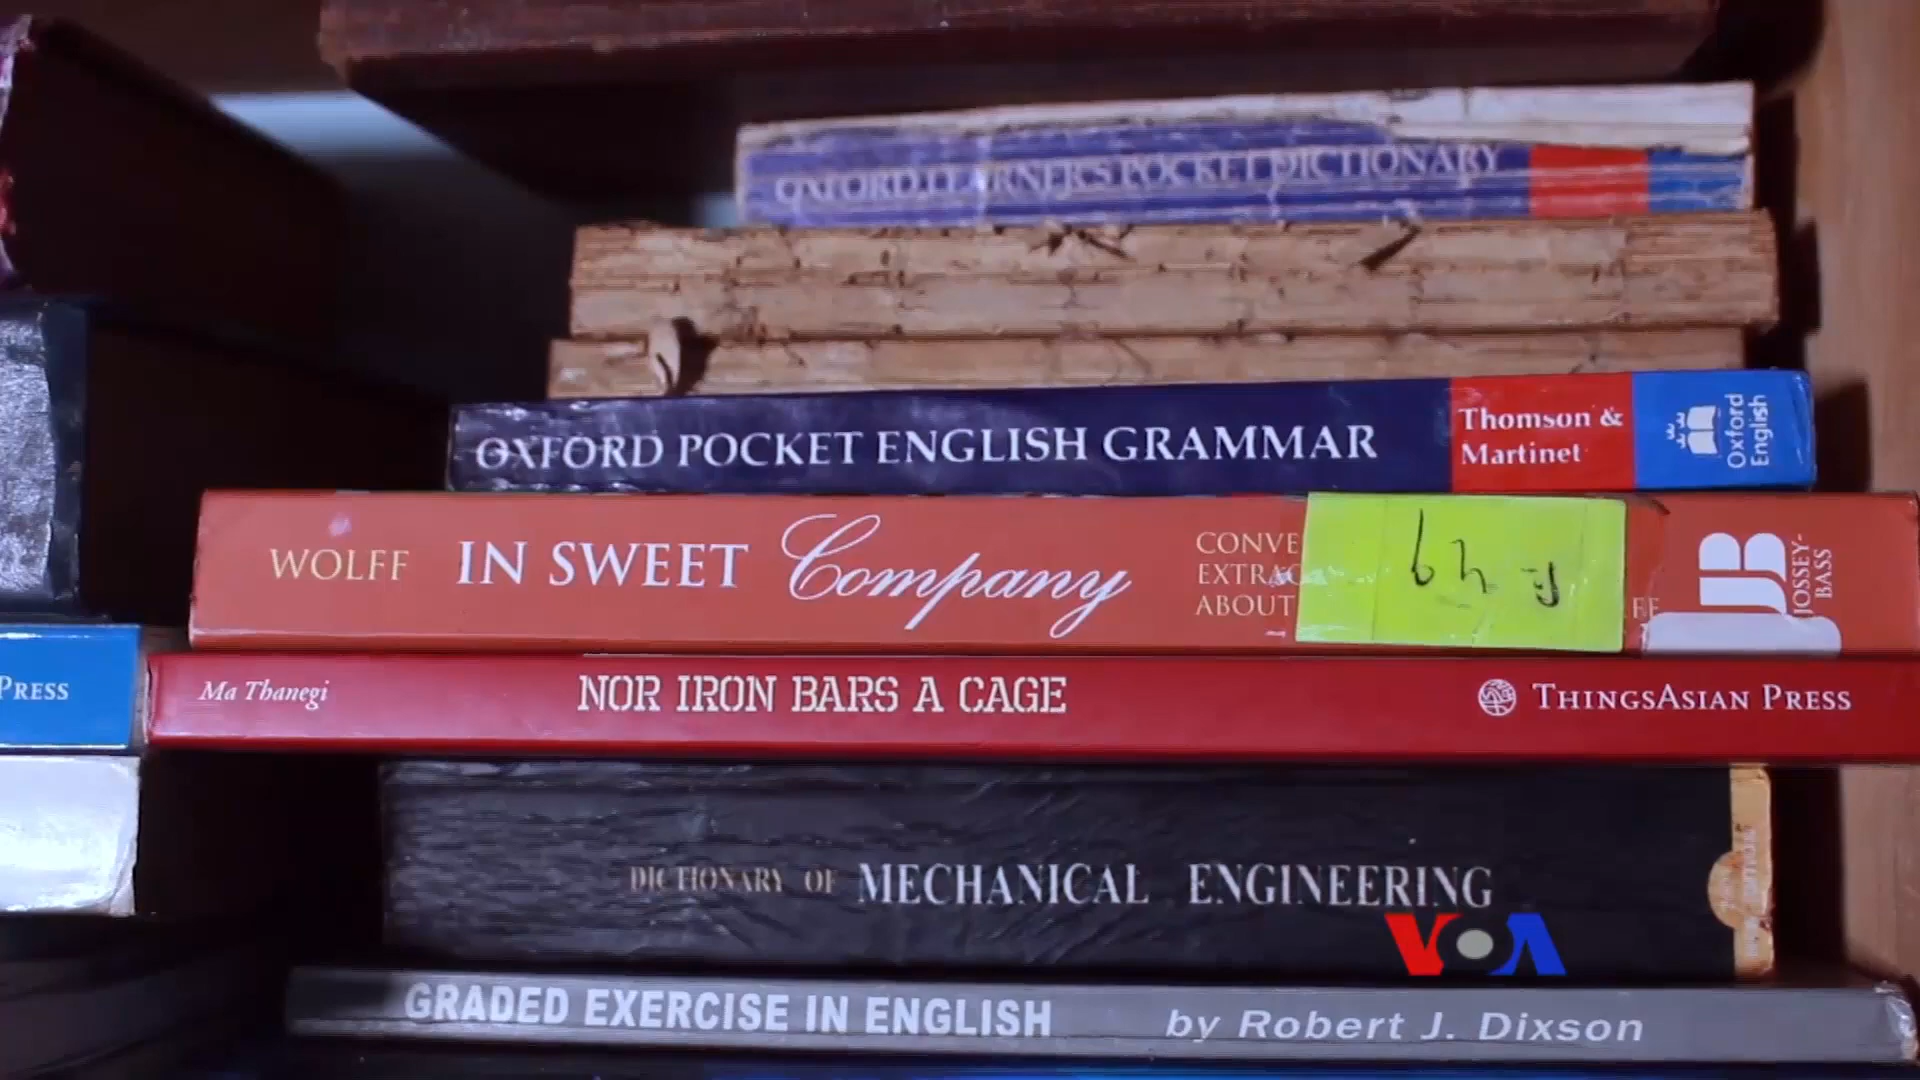 OXFORD LEARNER'S POCKET DICTIONARY
OXFORD POCKET ENGLISH GRAMMAR
Thomson &
Martinet
Oxford
English
WOLFF IN SWEET Company
CONVE
EXTRA
ABOUT
JB
JOSSEY-
BASS
PRESS
Ma Thanegi NOR IRON BARS A CAGE THINGSASIAN PRESS
DICTIONARY OF MECHANICAL ENGINEERING
VOA
GRADED EXERCISE IN ENGLISH by Robert J. Dixson